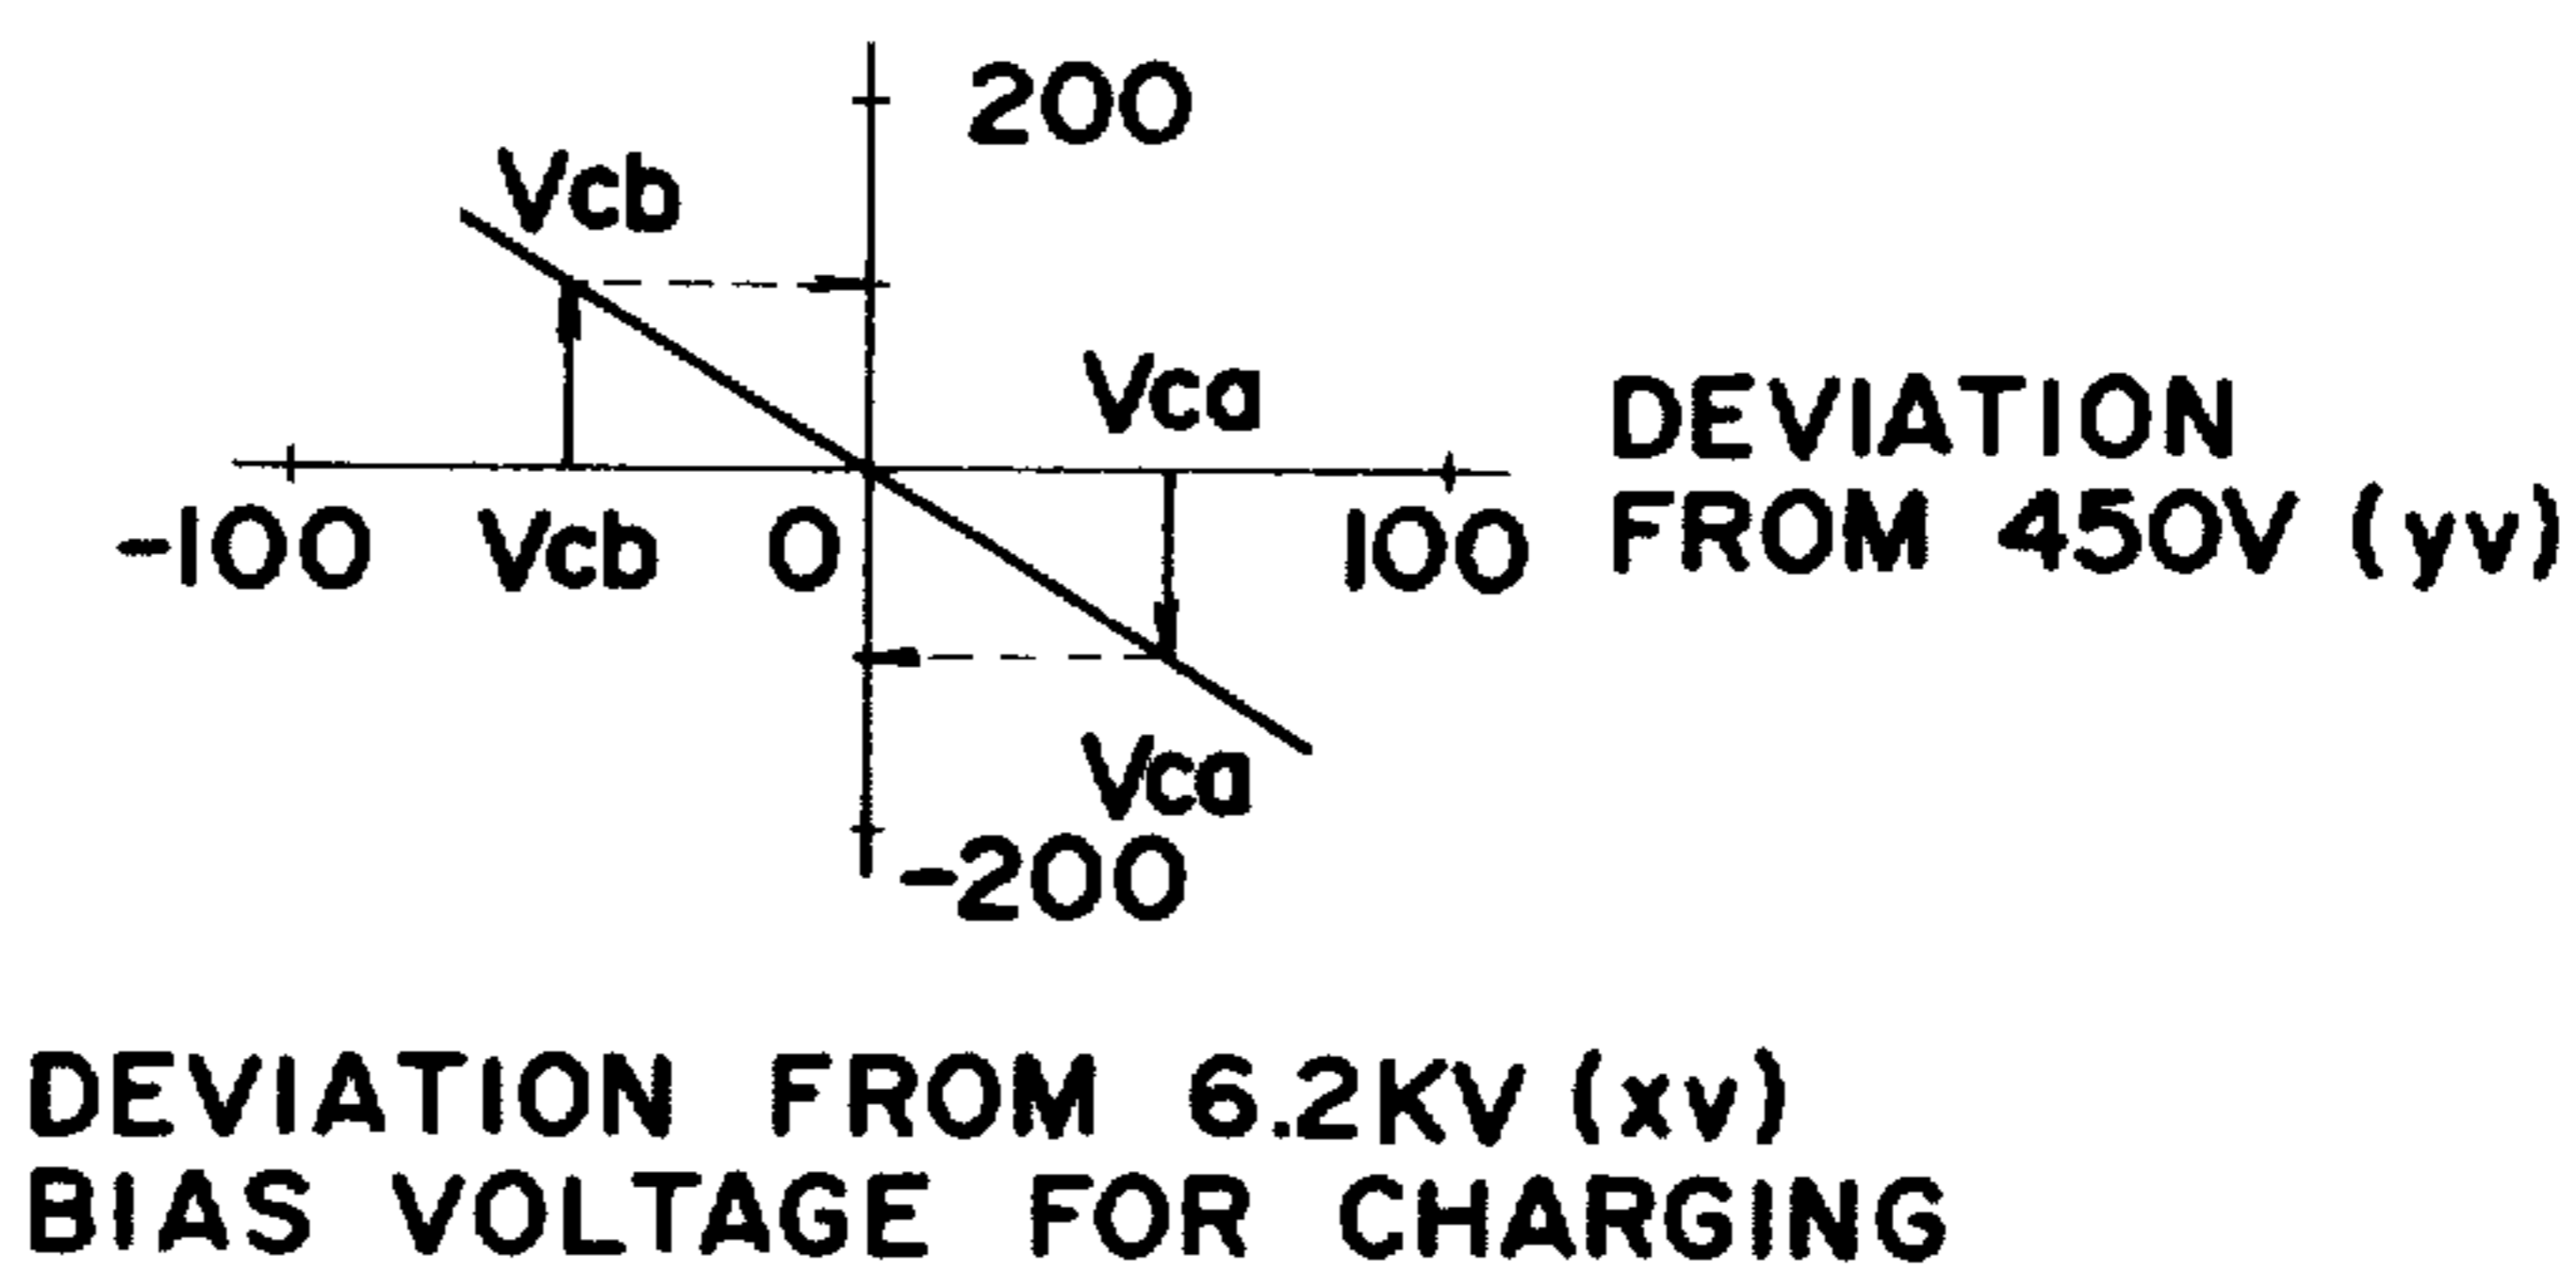 200
Vcb
Vca
DEVIATION
FROM 450V (yv)
-100 Vcb 0 100
Vca
-200
DEVIATION FROM 6.2KV (xv)
BIAS VOLTAGE FOR CHARGING